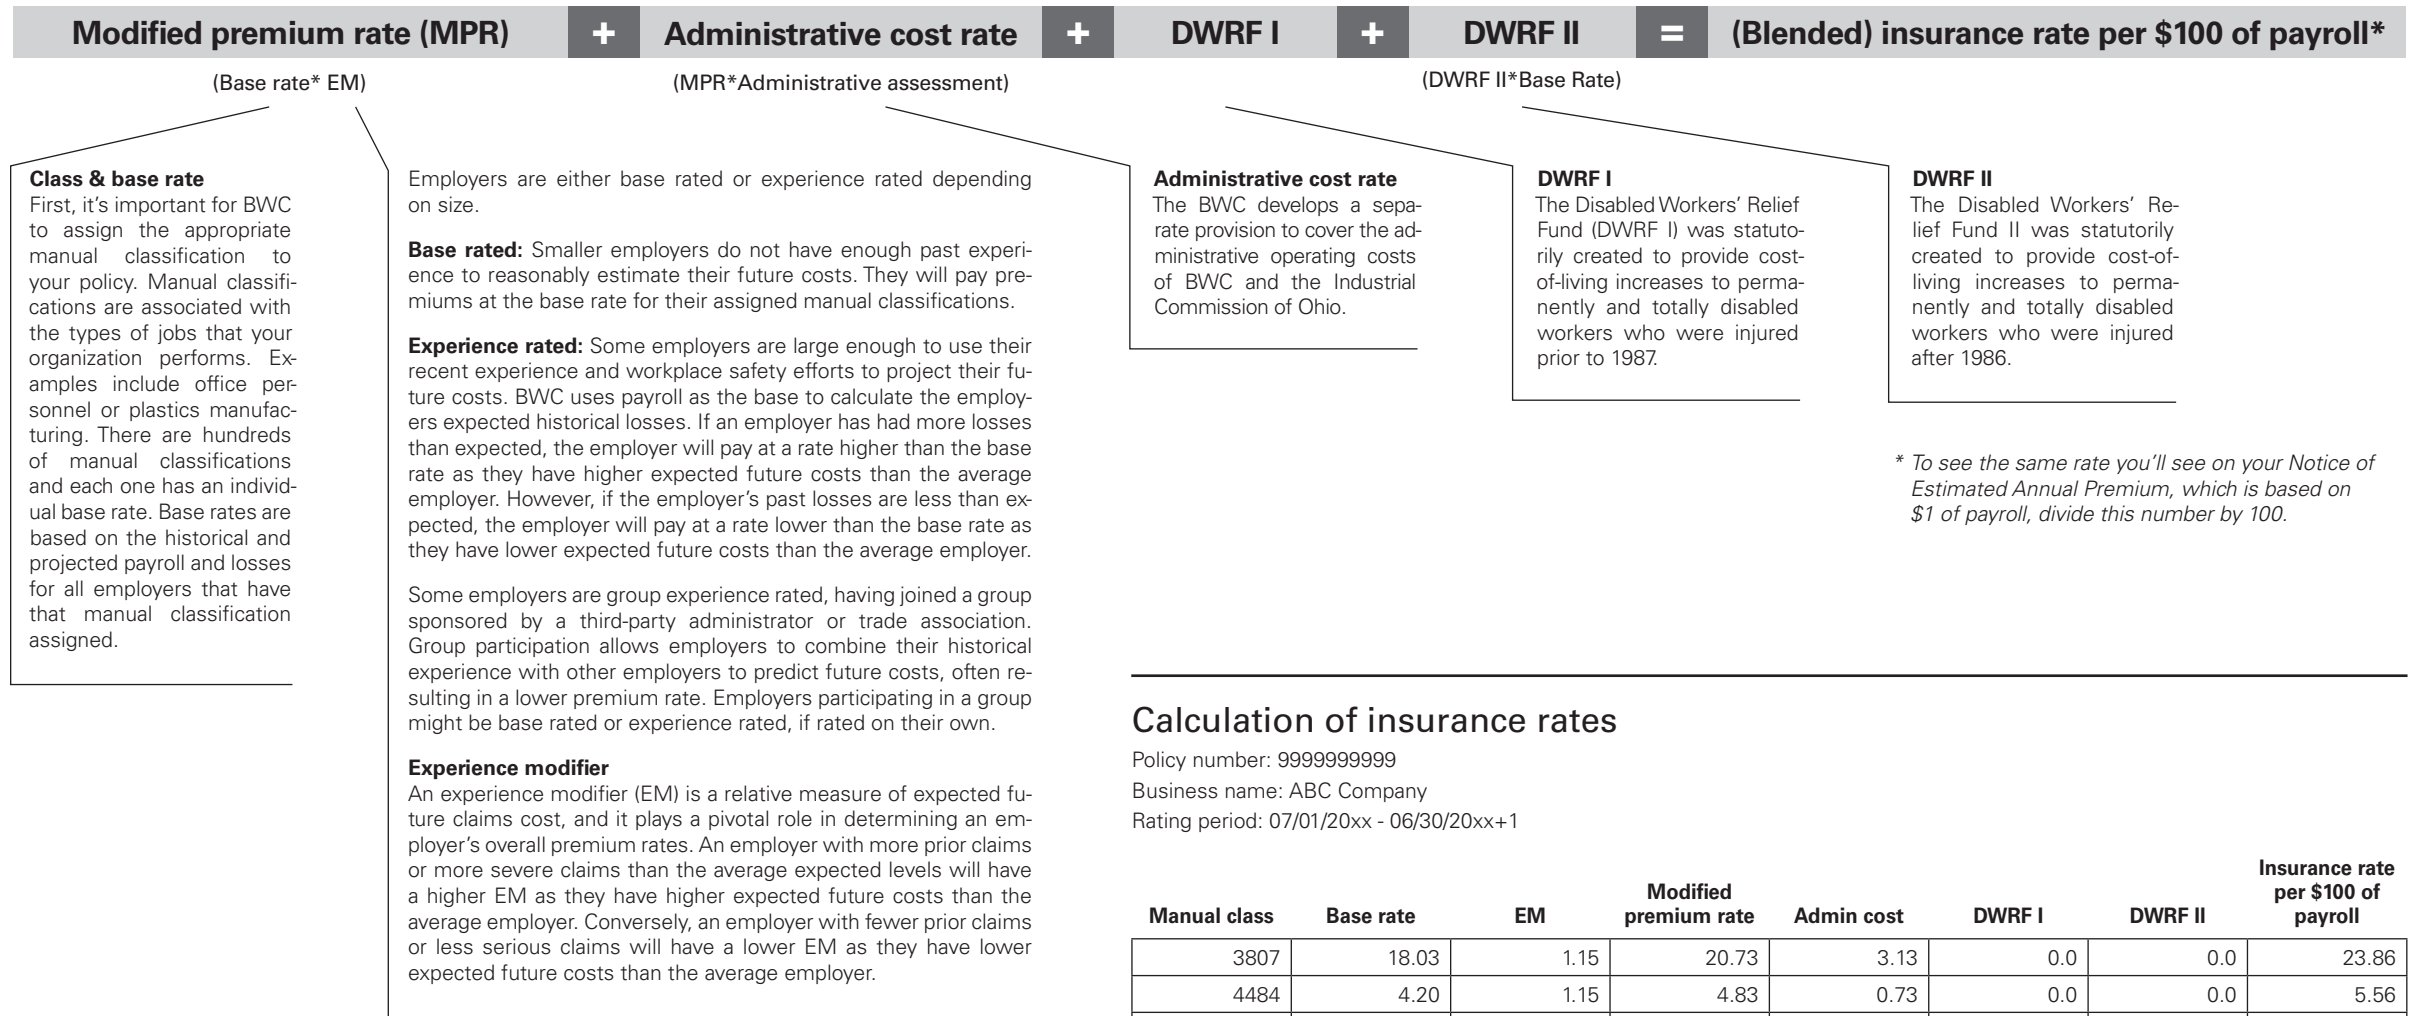 Modified premium rate (MPR) + Administrative cost rate + DWRF I + DWRF II = (Blended) insurance rate per $100 of payroll*
(Base rate* EM) (MPR*Administrative assessment) (DWRF II*Base Rate)
Class & base rate
First, it's important for BWC
to assign the appropriate
manual classification to
your policy. Manual classifi-
cations are associated with
the types of jobs that your
organization performs. Ex-
amples include office per-
sonnel or plastics manufac-
turing. There are hundreds
of manual classifications
and each one has an individ-
ual base rate. Base rates are
based on the historical and
projected payroll and losses
for all employers that have
that manual classification
assigned.
Employers are either base rated or experience rated depending
on size.
Base rated: Smaller employers do not have enough past experi-
ence to reasonably estimate their future costs. They will pay pre-
miums at the base rate for their assigned manual classifications.
Experience rated: Some employers are large enough to use their
recent experience and workplace safety efforts to project their fu-
ture costs. BWC uses payroll as the base to calculate the employ-
ers expected historical losses. If an employer has had more losses
than expected, the employer will pay at a rate higher than the base
rate as they have higher expected future costs than the average
employer. However, if the employer's past losses are less than ex-
pected, the employer will pay at a rate lower than the base rate as
they have lower expected future costs than the average employer.
Some employers are group experience rated, having joined a group
sponsored by a third-party administrator or trade association.
Group participation allows employers to combine their historical
experience with other employers to predict future costs, often re-
sulting in a lower premium rate. Employers participating in a group
might be base rated or experience rated, if rated on their own.
Experience modifier
An experience modifier (EM) is a relative measure of expected fu-
ture claims cost, and it plays a pivotal role in determining an em-
ployer's overall premium rates. An employer with more prior claims
or more severe claims than the average expected levels will have
a higher EM as they have higher expected future costs than the
average employer. Conversely, an employer with fewer prior claims
or less serious claims will have a lower EM as they have lower
expected future costs than the average employer.
Administrative cost rate
The BWC develops a sepa-
rate provision to cover the ad-
ministrative operating costs
of BWC and the Industrial
Commission of Ohio.
DWRF I
The Disabled Workers' Relief
Fund (DWRF I) was statuto-
rily created to provide cost-
of-living increases to perma-
nently and totally disabled
workers who were injured
prior to 1987.
DWRF II
The Disabled Workers' Re-
lief Fund II was statutorily
created to provide cost-of-
living increases to perma-
nently and totally disabled
workers who were injured
after 1986.
* To see the same rate you'll see on your Notice of
Estimated Annual Premium, which is based on
$1 of payroll, divide this number by 100.
Calculation of insurance rates
Policy number: 9999999999
Business name: ABC Company
Rating period: 07/01/20xx - 06/30/20xx+1
Insurance rate
per $100 of
payroll
Modified
premium rate
Manual class Base rate EM Admin cost DWRF I DWRF II
3807 18.03 1.15 20.73 3.13 0.0 0.0 23.86
4484 4.20 1.15 4.83 0.73 0.0 0.0 5.56